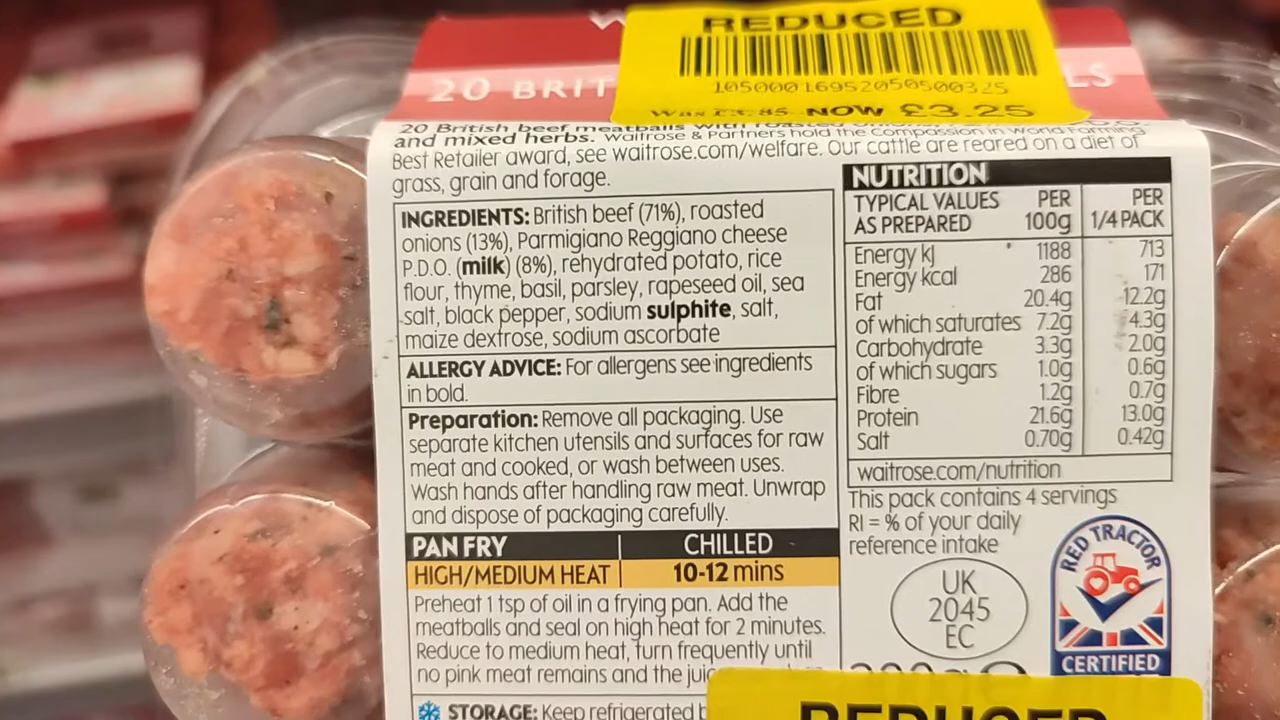 REDUCED
10500016952050500325
NOW £3.25
20 BRIT
LS
20 British beef meatballs with
and mixed herbs. Waitrose & Partners hold the Compassion in World Farming
Best Retailer award, see waitrose.com/welfare. Our cattle are reared on a diet of
grass, grain and forage.
INGREDIENTS: British beef (71%), roasted
onions (13%), Parmigiano Reggiano cheese
P.D.O. (milk) (8%), rehydrated potato, rice
flour, thyme, basil, parsley, rapeseed oil, sea
salt, black pepper, sodium sulphite, salt,
maize dextrose, sodium ascorbate
ALLERGY ADVICE: For allergens see ingredients
in bold.
Preparation: Remove all packaging. Use
separate kitchen utensils and surfaces for raw
meat and cooked, or wash between uses.
Wash hands after handling raw meat. Unwrap
and dispose of packaging carefully.
PAN FRY CHILLED
HIGH/MEDIUM HEAT 10-12 mins
Preheat 1 tsp of oil in a frying pan. Add the
meatballs and seal on high heat for 2 minutes.
Reduce to medium heat, turn frequently until
no pink meat remains and the juic
STORAGE: Keep refrigerated
NUTRITION
TYPICAL VALUES PER PER
AS PREPARED 100g 1/4 PACK
Energy kJ 1188 713
Energy kcal 286 171
Fat 20.4g 12.2g
of which saturates 7.2g 4.3g
Carbohydrate 3.3g 2.0g
of which sugars 1.0g 0.6g
Fibre 1.2g 0.7g
Protein 21.6g 13.0g
Salt 0.70g 0.42g
waitrose.com/nutrition
This pack contains 4 servings
RI = % of your daily
reference intake
UK
2045
EC
RED TRACTOR
CERTIFIED
REDUCED